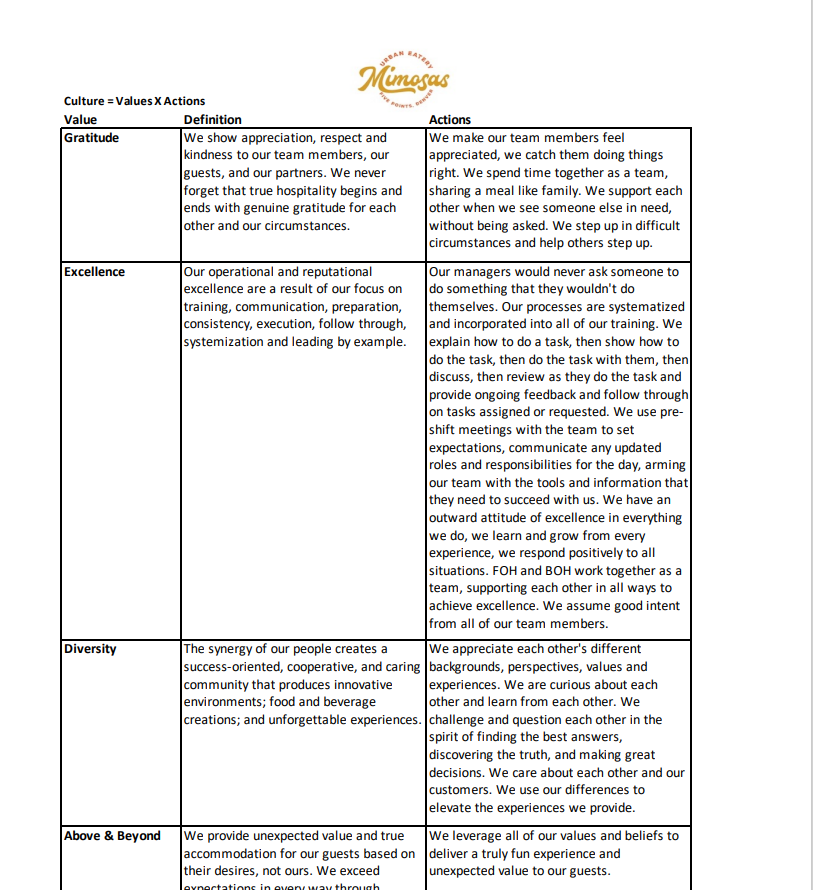 URBAN EATERY
Mimosas
FIVE POINTS, DENVER
Culture = Values X Actions
Value Definition Actions
Gratitude
We show appreciation, respect and
kindness to our team members, our
guests, and our partners. We never
forget that true hospitality begins and
ends with genuine gratitude for each
other and our circumstances.
We make our team members feel
appreciated, we catch them doing things
right. We spend time together as a team,
sharing a meal like family. We support each
other when we see someone else in need,
without being asked. We step up in difficult
circumstances and help others step up.
Excellence
Our operational and reputational
excellence are a result of our focus on
training, communication, preparation,
consistency, execution, follow through,
systemization and leading by example.
Our managers would never ask someone to
do something that they wouldn't do
themselves. Our processes are systematized
and incorporated into all of our training. We
explain how to do a task, then show how to
do the task, then do the task with them, then
discuss, then review as they do the task and
provide ongoing feedback and follow through
on tasks assigned or requested. We use pre-
shift meetings with the team to set
expectations, communicate any updated
roles and responsibilities for the day, arming
our team with the tools and information that
they need to succeed with us. We have an
outward attitude of excellence in everything
we do, we learn and grow from every
experience, we respond positively to all
situations. FOH and BOH work together as a
team, supporting each other in all ways to
achieve excellence. We assume good intent
from all of our team members.
Diversity
The synergy of our people creates a
success-oriented, cooperative, and caring
community that produces innovative
environments; food and beverage
creations; and unforgettable experiences.
We appreciate each other's different
backgrounds, perspectives, values and
experiences. We are curious about each
other and learn from each other. We
challenge and question each other in the
spirit of finding the best answers,
discovering the truth, and making great
decisions. We care about each other and our
customers. We use our differences to
elevate the experiences we provide.
Above & Beyond
We provide unexpected value and true
accommodation for our guests based on
their desires, not ours. We exceed
expectations in every way through
We leverage all of our values and beliefs to
deliver a truly fun experience and
unexpected value to our guests.